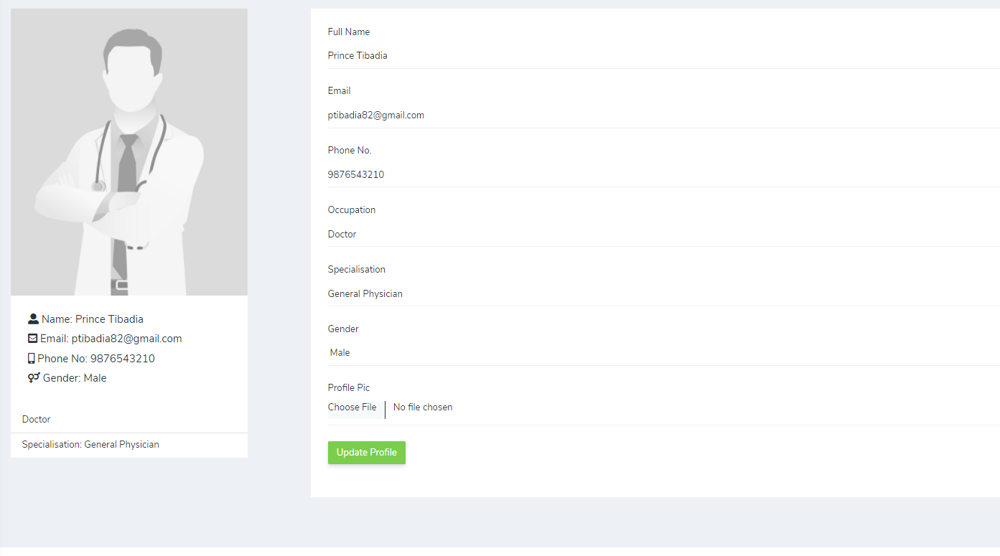 Name: Prince Tibadia
Email: ptibadia82@gmail.com
Phone No: 9876543210
Gender: Male
Doctor
Specialisation: General Physician
Full Name
Prince Tibadia
Email
ptibadia82@gmail.com
Phone No.
9876543210
Occupation
Doctor
Specialisation
General Physician
Gender
Male
Profile Pic
Choose File No file chosen
Update Profile